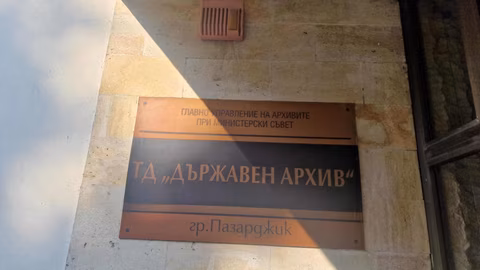 ГЛАВНО УПРАВЛЕНИЕ НА АРХИВИТЕ
ПРИ МИНИСТЕРСКИ СЪВЕТ
ТД „ДЪРЖАВЕН АРХИВ“
гр.Пазарджик